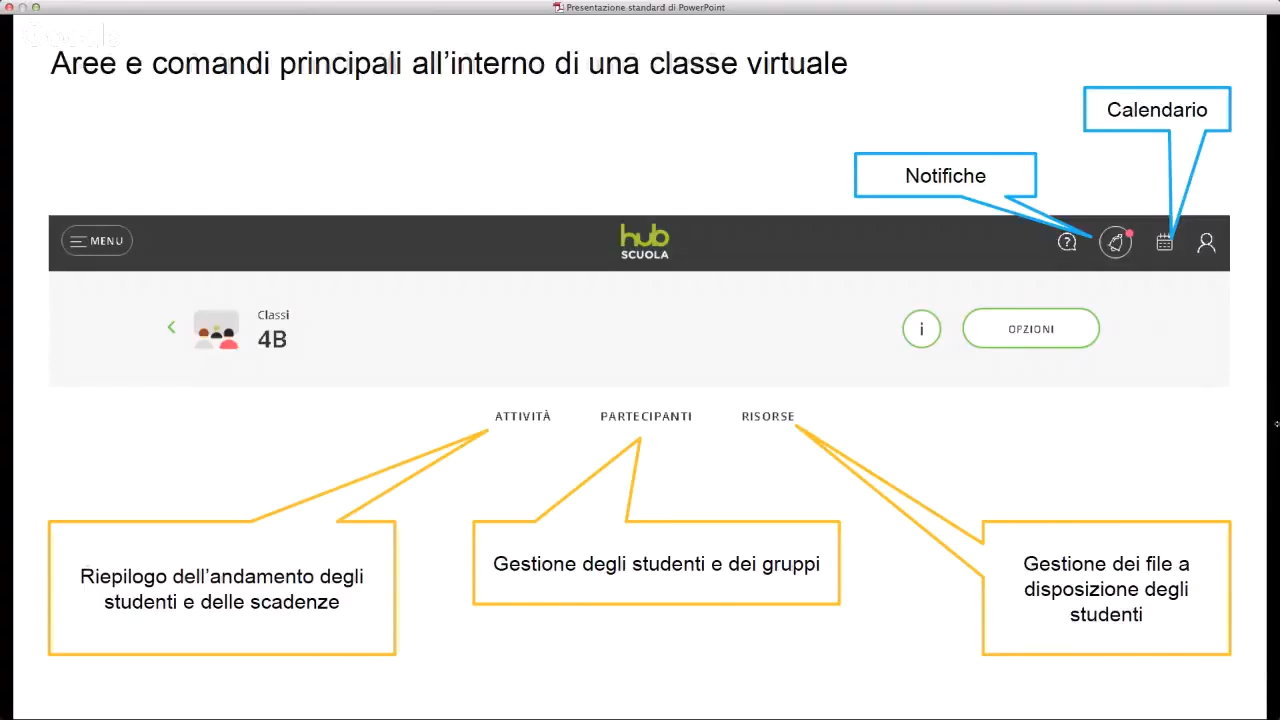 Presentazione standard di PowerPoint
Google
Aree e comandi principali all’interno di una classe virtuale
Calendario
Notifiche
MENU
hub
SCUOLA
?
Classi
4B
i
OPZIONI
ATTIVITÀ
PARTECIPANTI
RISORSE
Riepilogo dell’andamento degli
studenti e delle scadenze
Gestione degli studenti e dei gruppi
Gestione dei file a
disposizione degli
studenti